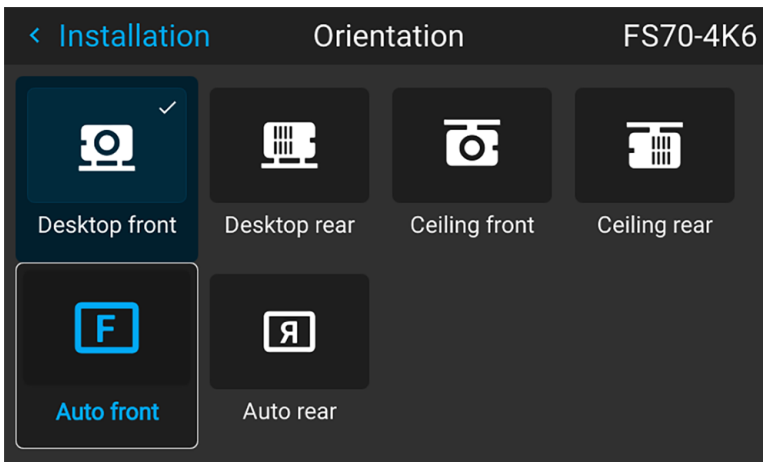 Installation Orientation FS70-4K6
Desktop front Desktop rear Ceiling front Ceiling rear
F Я
Auto front Auto rear